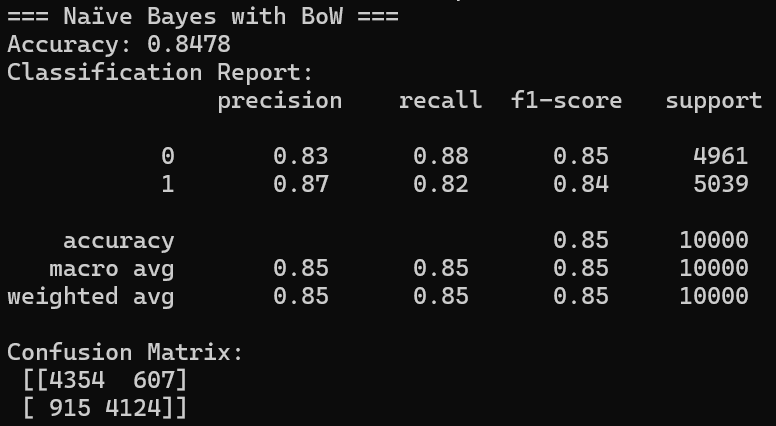 === Naïve Bayes with BoW ===
Accuracy: 0.8478
Classification Report:
precision recall f1-score support
0 0.83 0.88 0.85 4961
1 0.87 0.82 0.84 5039
accuracy 0.85 10000
macro avg 0.85 0.85 0.85 10000
weighted avg 0.85 0.85 0.85 10000
Confusion Matrix:
[[4354 607]
[ 915 4124]]